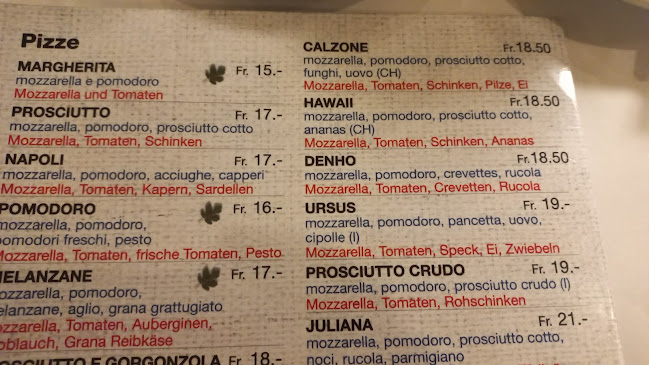 Pizze
MARGHERITA Fr. 15.-
mozzarella e pomodoro
Mozzarella und Tomaten
PROSCIUTTO Fr. 17.-
mozzarella, pomodoro, prosciutto cotto
Mozzarella, Tomaten, Schinken
NAPOLI Fr. 17.-
mozzarella, pomodoro, acciughe, capperi
Mozzarella, Tomaten, Kapern, Sardellen
POMODORO Fr. 16.-
mozzarella, pomodoro,
pomodori freschi, pesto
Mozzarella, Tomaten, frische Tomaten, Pesto
MELANZANE Fr. 17.-
mozzarella, pomodoro,
melanzane, aglio, grana grattugiato
Mozzarella, Tomaten, Auberginen,
oblauch, Grana Reibkäse
PROSCIUTTO E GORGONZOLA Fr. 18.-
CALZONE Fr. 18.50
mozzarella, pomodoro, prosciutto cotto,
funghi, uovo (CH)
Mozzarella, Tomaten, Schinken, Pilze, Ei
HAWAII Fr. 18.50
mozzarella, pomodoro, prosciutto cotto,
ananas (CH)
Mozzarella, Tomaten, Schinken, Ananas
DENHO Fr. 18.50
mozzarella, pomodoro, crevettes, rucola
Mozzarella, Tomaten, Crevetten, Rucola
URSUS Fr. 19.-
mozzarella, pomodoro, pancetta, uovo,
cipolle (I)
Mozzarella, Tomaten, Speck, Ei, Zwiebeln
PROSCIUTTO CRUDO Fr. 19.-
mozzarella, pomodoro, prosciutto crudo (I)
Mozzarella, Tomaten, Rohschinken
JULIANA Fr. 21.-
mozzarella, pomodoro, prosciutto cotto,
noci, rucola, parmigiano